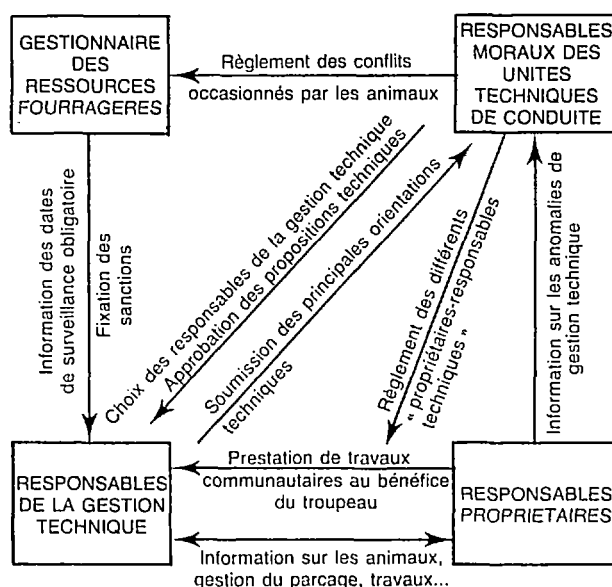 GESTIONNAIRE
DES
RESSOURCES
FOURRAGERES
Règlement des conflits
occasionnés par les animaux
RESPONSABLES
MORAUX DES
UNITES
TECHNIQUES
DE CONDUITE
Information des dates
de surveillance obligatoire
Fixation des
sanctions
Choix des responsables de la gestion technique
Approbation des propositions techniques
Soumission des principales orientations
techniques
Règlement des différents
« propriétaires-responsables
techniques »
Information sur les anomalies de
gestion technique
RESPONSABLES
DE LA GESTION
TECHNIQUE
Prestation de travaux
communautaires au bénéfice
du troupeau
RESPONSABLES
PROPRIETAIRES
Information sur les animaux,
gestion du parcage, travaux...